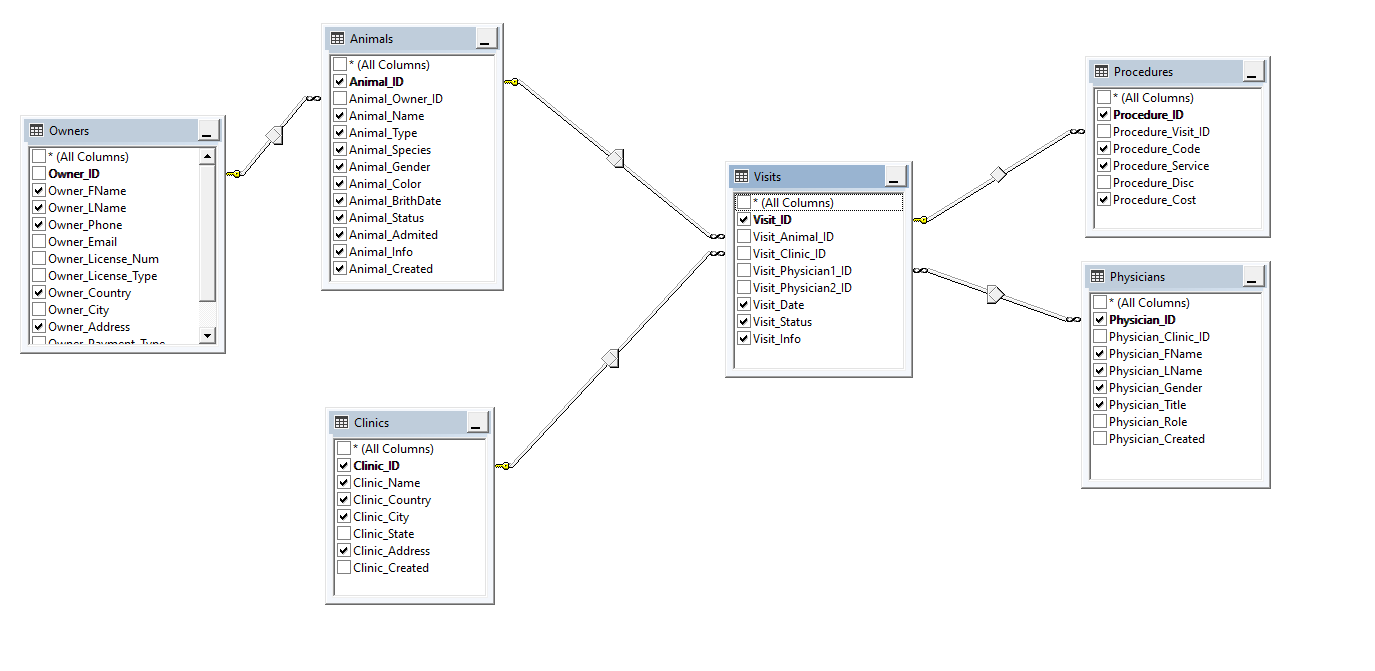 Owners
* (All Columns)
Owner_ID
Owner_FName
Owner_LName
Owner_Phone
Owner_Email
Owner_License_Num
Owner_License_Type
Owner_Country
Owner_City
Owner_Address
Owner_Payment_Type
Animals
* (All Columns)
Animal_ID
Animal_Owner_ID
Animal_Name
Animal_Type
Animal_Species
Animal_Gender
Animal_Color
Animal_BrithDate
Animal_Status
Animal_Admited
Animal_Info
Animal_Created
Clinics
* (All Columns)
Clinic_ID
Clinic_Name
Clinic_Country
Clinic_City
Clinic_State
Clinic_Address
Clinic_Created
Visits
* (All Columns)
Visit_ID
Visit_Animal_ID
Visit_Clinic_ID
Visit_Physician1_ID
Visit_Physician2_ID
Visit_Date
Visit_Status
Visit_Info
Procedures
* (All Columns)
Procedure_ID
Procedure_Visit_ID
Procedure_Code
Procedure_Service
Procedure_Disc
Procedure_Cost
Physicians
* (All Columns)
Physician_ID
Physician_Clinic_ID
Physician_FName
Physician_LName
Physician_Gender
Physician_Title
Physician_Role
Physician_Created